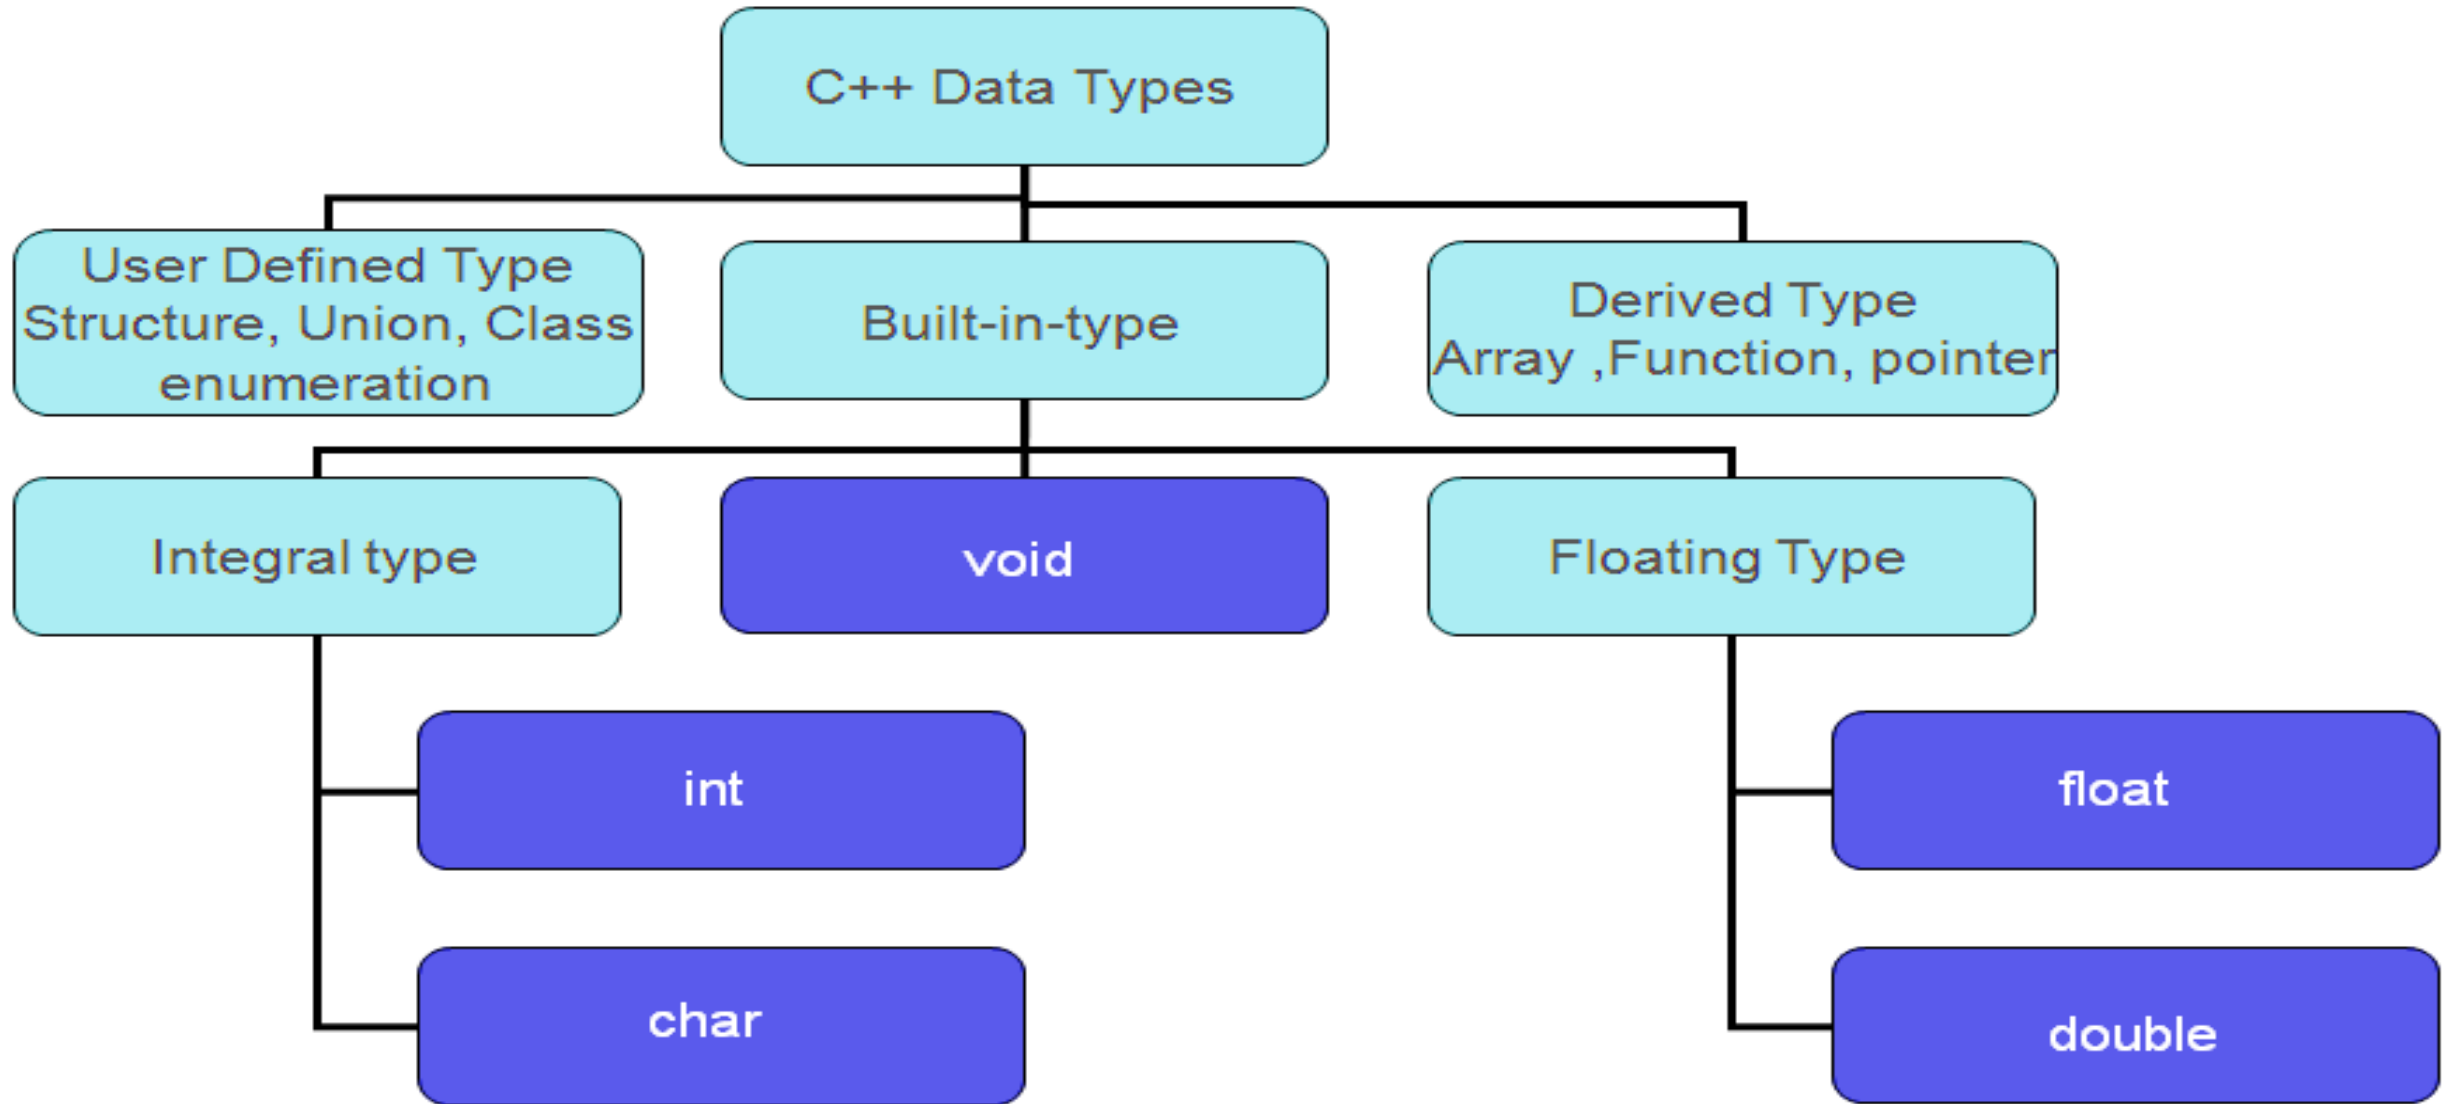 C++ Data Types
User Defined Type
Structure, Union, Class
enumeration
Built-in-type
Derived Type
Array ,Function, pointer
Integral type
void
Floating Type
int
float
char
double